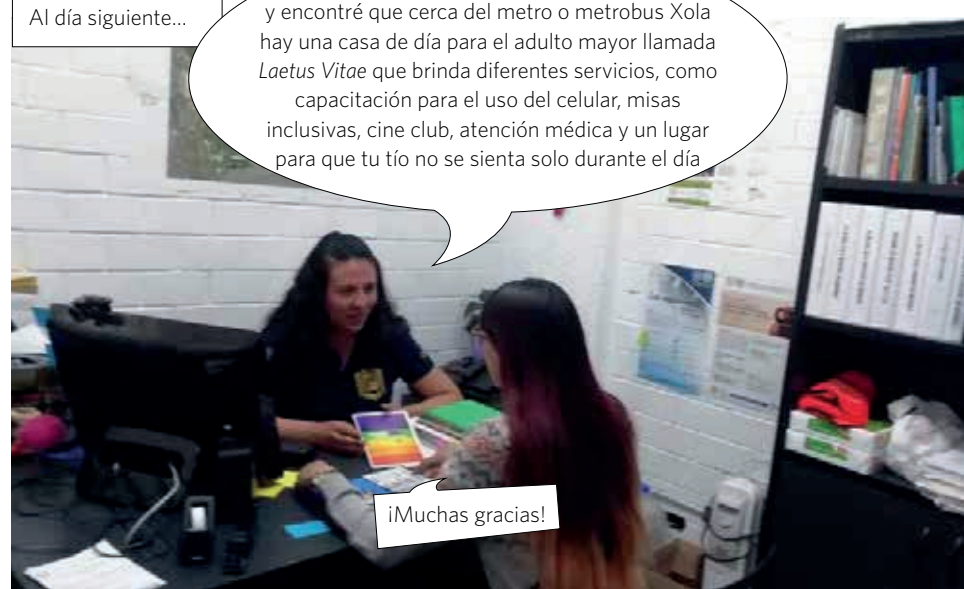 Al día siguiente...
y encontré que cerca del metro o metrobus Xola
hay una casa de día para el adulto mayor llamada
Laetus Vitae que brinda diferentes servicios, como
capacitación para el uso del celular, misas
inclusivas, cine club, atención médica y un lugar
para que tu tío no se sienta solo durante el día
¡Muchas gracias!